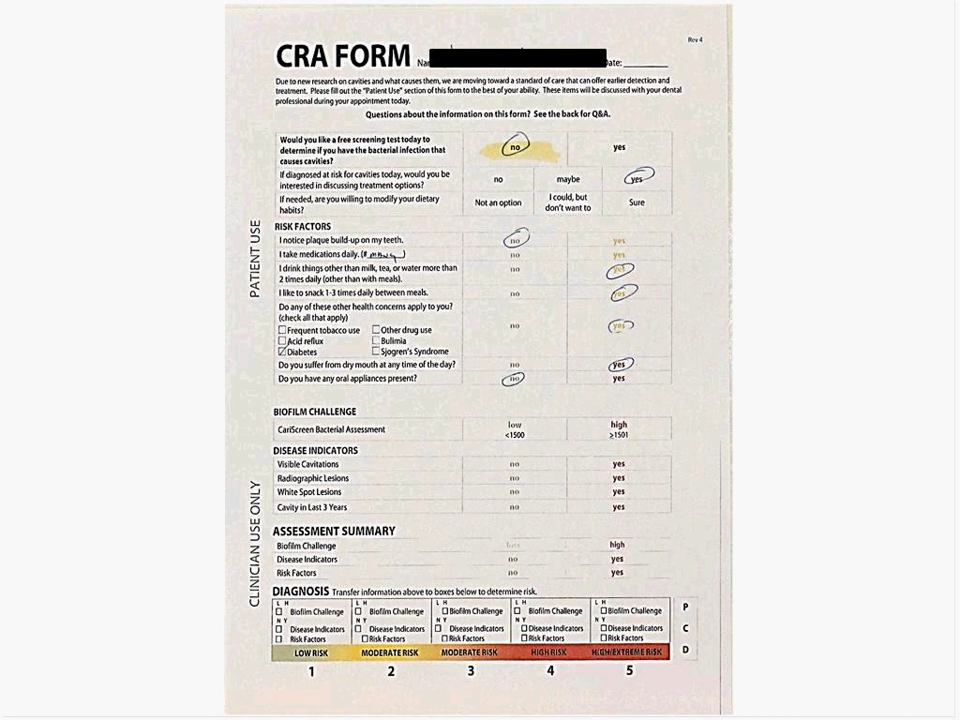 Rev 4
CRA FORM Date:
Due to new research on cavities and what causes them, we are moving toward a standard of care that can offer earlier detection and
treatment. Please fill out the "Patient Use" section of this form to the best of your ability. These items will be discussed with your dental
professional during your appointment today.
Questions about the information on this form? See the back for Q&A.
PATIENT USE
Would you like a free screening test today to
determine if you have the bacterial infection that
causes cavities?
no yes
If diagnosed at risk for cavities today, would you be
interested in discussing treatment options?
no maybe yes
If needed, are you willing to modify your dietary
habits?
Not an option
I could, but
don't want to
Sure
RISK FACTORS
I notice plaque build-up on my teeth. no yes
I take medications daily. (# many) no yes
I drink things other than milk, tea, or water more than
2 times daily (other than with meals).
no yes
I like to snack 1-3 times daily between meals. no yes
Do any of these other health concerns apply to you?
(check all that apply)
no yes
Frequent tobacco use Other drug use
Acid reflux Bulimia
Diabetes Sjogren's Syndrome
Do you suffer from dry mouth at any time of the day? no yes
Do you have any oral appliances present? no yes
CLINICIAN USE ONLY
BIOFILM CHALLENGE
CariScreen Bacterial Assessment
low high
<1500 ≥1501
DISEASE INDICATORS
Visible Cavitations no yes
Radiographic Lesions no yes
White Spot Lesions no yes
Cavity in Last 3 Years no yes
ASSESSMENT SUMMARY
Biofilm Challenge low high
Disease Indicators no yes
Risk Factors no yes
DIAGNOSIS Transfer information above to boxes below to determine risk.
L H L H L H L H L H
Biofilm Challenge Biofilm Challenge Biofilm Challenge Biofilm Challenge Biofilm Challenge P
N Y N Y N Y N Y N Y
Disease Indicators Disease Indicators Disease Indicators Disease Indicators Disease Indicators C
Risk Factors Risk Factors Risk Factors Risk Factors Risk Factors
LOW RISK MODERATE RISK MODERATE RISK HIGH RISK HIGH/EXTREME RISK D
1 2 3 4 5